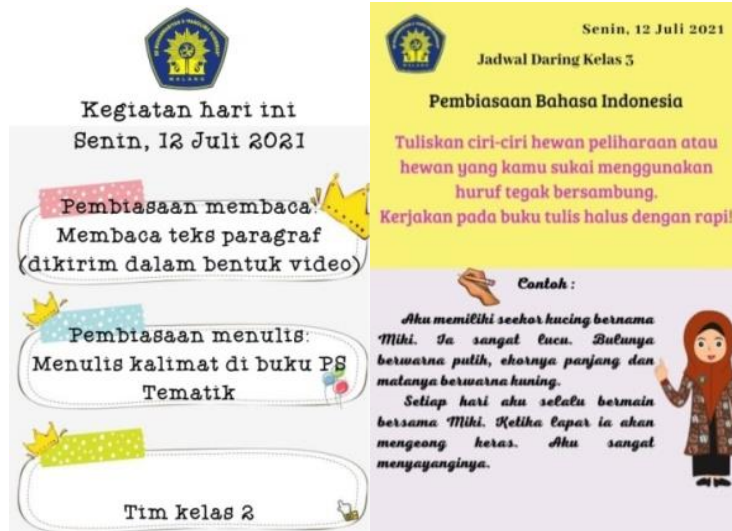 MALANG
Kegiatan hari ini
Senin, 12 Juli 2021
Pembiasaan membaca:
Membaca teks paragraf
(dikirim dalam bentuk video)
Pembiasaan menulis:
Menulis kalimat di buku PS
Tematik
Tim kelas 2
Senin, 12 Juli 2021
Jadwal Daring Kelas 3
Pembiasaan Bahasa Indonesia
Tuliskan ciri-ciri hewan peliharaan atau
hewan yang kamu sukai menggunakan
huruf tegak bersambung.
Kerjakan pada buku tulis halus dengan rapi!
Contoh :
Aku memiliki seekor kucing bernama
Miki. Ia sangat lucu. Bulunya
berwarna putih, ekornya panjang dan
matanya berwarna kuning.
Setiap hari aku selalu bermain
bersama Miki. Ketika lapar ia akan
mengeong keras. Aku sangat
menyayanginya.